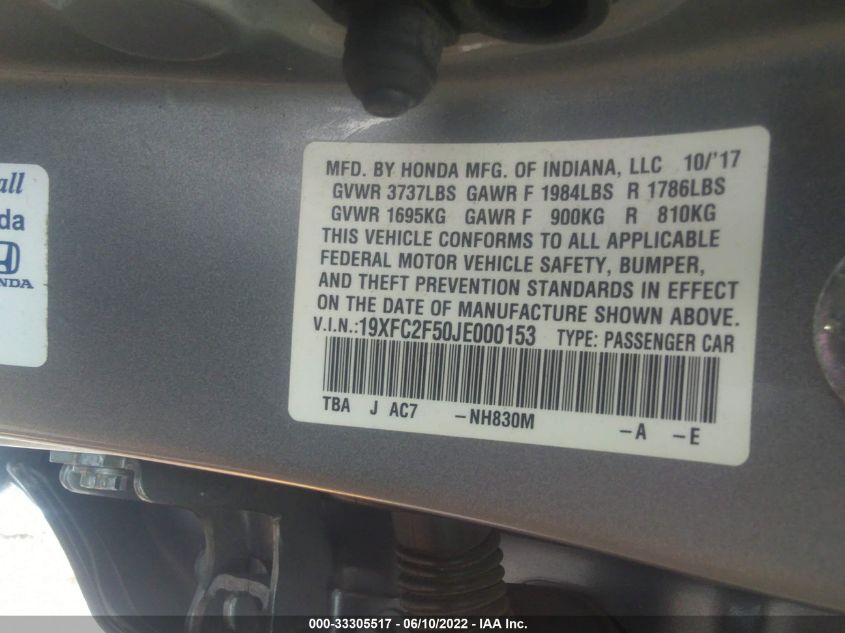 all
da
HONDA
MFD. BY HONDA MFG. OF INDIANA, LLC 10/'17
GVWR 3737LBS GAWR F 1984LBS R 1786LBS
GVWR 1695KG GAWR F 900KG R 810KG
THIS VEHICLE CONFORMS TO ALL APPLICABLE
FEDERAL MOTOR VEHICLE SAFETY, BUMPER,
AND THEFT PREVENTION STANDARDS IN EFFECT
ON THE DATE OF MANUFACTURE SHOWN ABOVE.
V.I.N.:19XFC2F50JE000153 TYPE: PASSENGER CAR
TBA J AC7 -NH830M -A -E
000-33305517 - 06/10/2022 - IAA Inc.